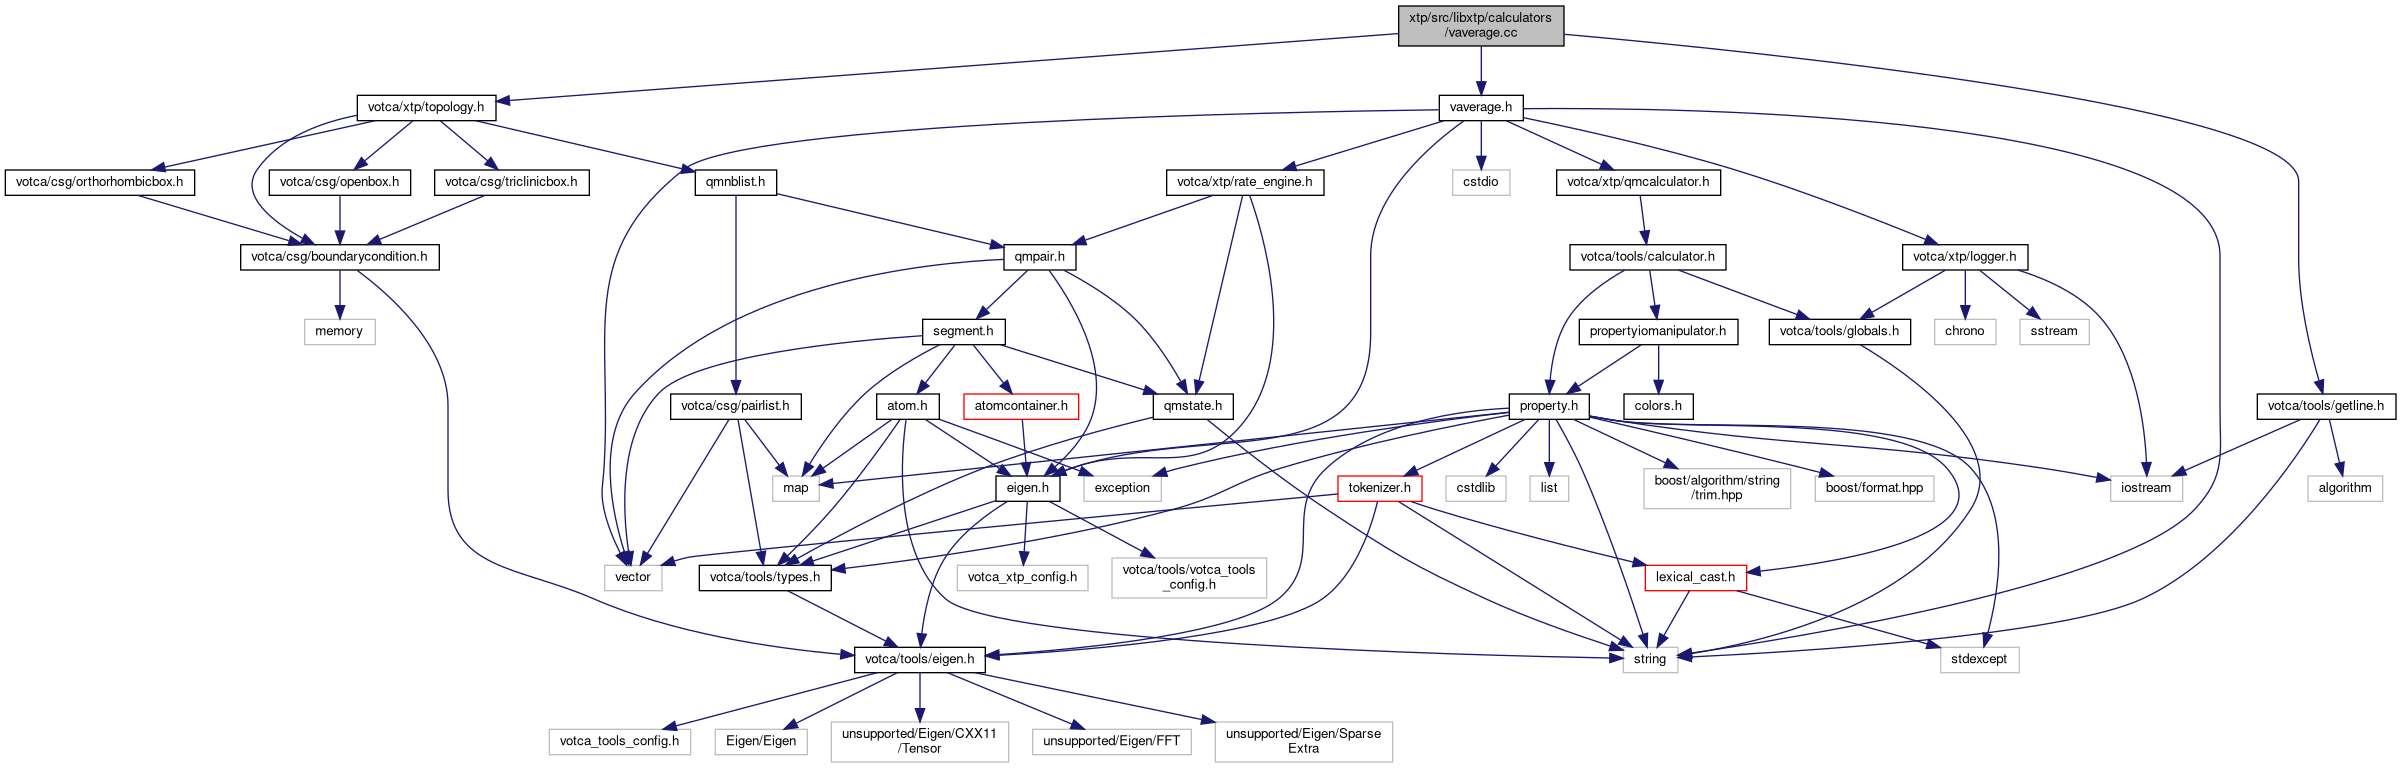 xtp/src/libxtp/calculators
/vaverage.cc
votca/xtp/topology.h
vaverage.h
votca/csg/orthorhombicbox.h
votca/csg/openbox.h
votca/csg/triclinicbox.h
qmnblist.h
votca/xtp/rate_engine.h
cstdio
votca/xtp/qmcalculator.h
votca/csg/boundarycondition.h
qmpair.h
votca/tools/calculator.h
votca/xtp/logger.h
memory
segment.h
propertyiomanipulator.h
votca/tools/globals.h
chrono
sstream
votca/csg/pairlist.h
atom.h
atomcontainer.h
qmstate.h
property.h
colors.h
votca/tools/getline.h
map
eigen.h
exception
tokenizer.h
cstdlib
list
boost/algorithm/string
/trim.hpp
boost/format.hpp
iostream
algorithm
vector
votca/tools/types.h
votca_xtp_config.h
votca/tools/votca_tools
_config.h
lexical_cast.h
votca/tools/eigen.h
string
stdexcept
votca_tools_config.h
Eigen/Eigen
unsupported/Eigen/CXX11
/Tensor
unsupported/Eigen/FFT
unsupported/Eigen/Sparse
Extra